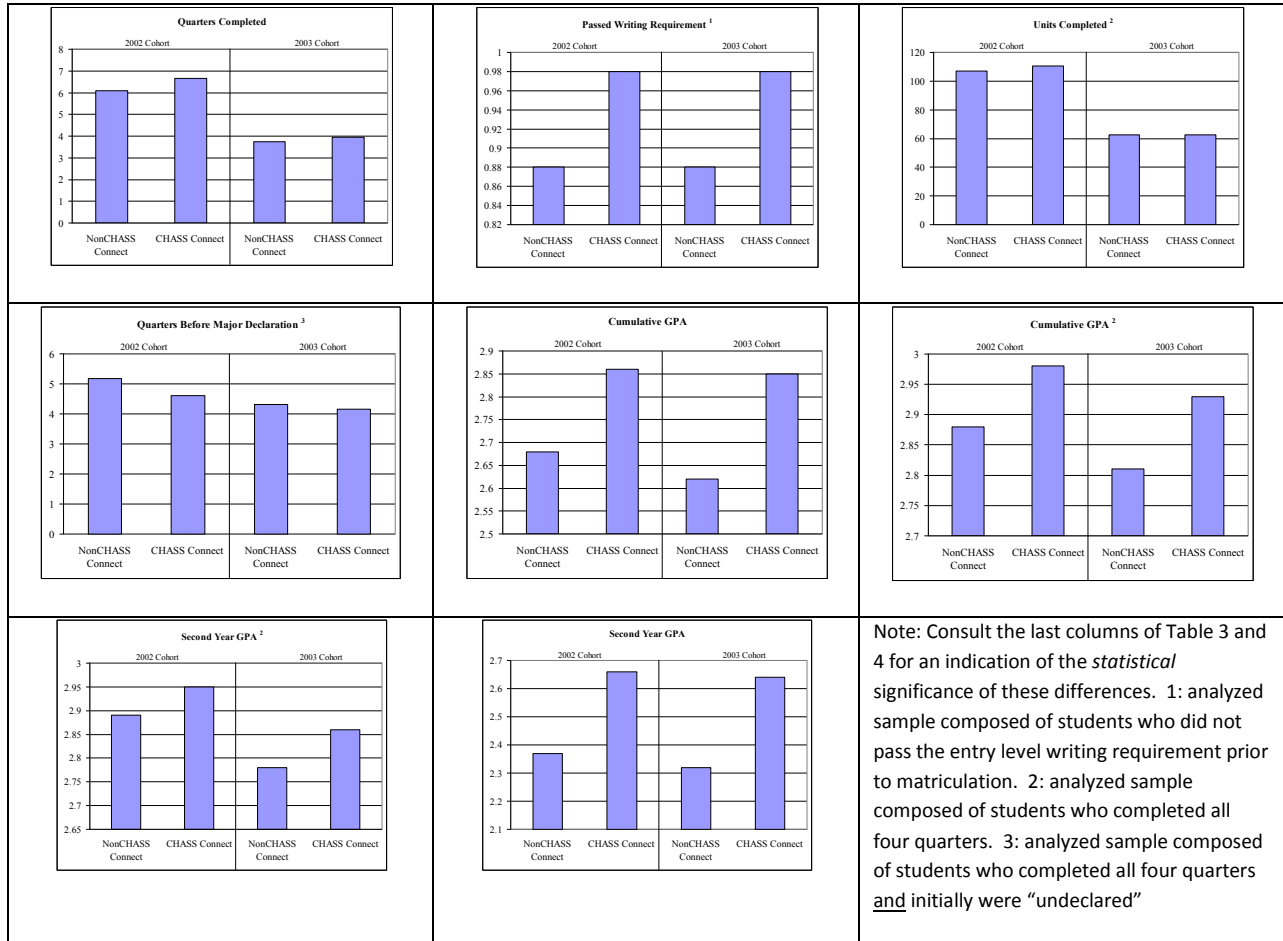 Quarters Completed
2002 Cohort 2003 Cohort
8
7
6
5
4
3
2
1
0
NonCHASS Connect CHASS Connect NonCHASS Connect CHASS Connect
Passed Writing Requirement 1
2002 Cohort 2003 Cohort
1
0.98
0.96
0.94
0.92
0.9
0.88
0.86
0.84
0.82
NonCHASS Connect CHASS Connect NonCHASS Connect CHASS Connect
Units Completed 2
2002 Cohort 2003 Cohort
120
100
80
60
40
20
0
NonCHASS Connect CHASS Connect NonCHASS Connect CHASS Connect
Quarters Before Major Declaration 3
2002 Cohort 2003 Cohort
6
5
4
3
2
1
0
NonCHASS Connect CHASS Connect NonCHASS Connect CHASS Connect
Cumulative GPA
2002 Cohort 2003 Cohort
2.9
2.85
2.8
2.75
2.7
2.65
2.6
2.55
2.5
NonCHASS Connect CHASS Connect NonCHASS Connect CHASS Connect
Cumulative GPA 2
2002 Cohort 2003 Cohort
3
2.95
2.9
2.85
2.8
2.75
2.7
NonCHASS Connect CHASS Connect NonCHASS Connect CHASS Connect
Second Year GPA 2
2002 Cohort 2003 Cohort
3
2.95
2.9
2.85
2.8
2.75
2.7
2.65
NonCHASS Connect CHASS Connect NonCHASS Connect CHASS Connect
Second Year GPA
2002 Cohort 2003 Cohort
2.7
2.6
2.5
2.4
2.3
2.2
2.1
NonCHASS Connect CHASS Connect NonCHASS Connect CHASS Connect
Note: Consult the last columns of Table 3 and
4 for an indication of the statistical
significance of these differences. 1: analyzed
sample composed of students who did not
pass the entry level writing requirement prior
to matriculation. 2: analyzed sample
composed of students who completed all
four quarters. 3: analyzed sample composed
of students who completed all four quarters
and initially were “undeclared”